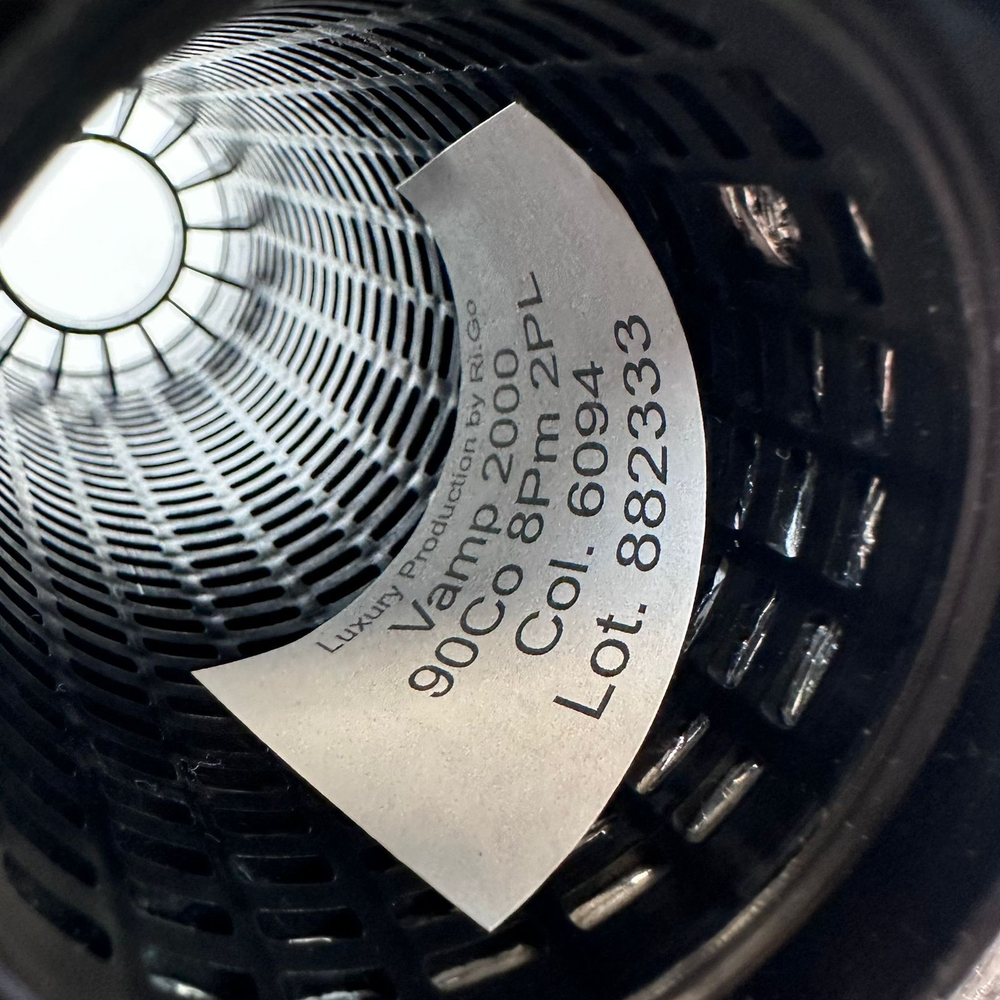 Luxury Production by Ri.Go
Vamp 2000
90Co 8Pm 2PL
Col. 6094
Lot. 882333